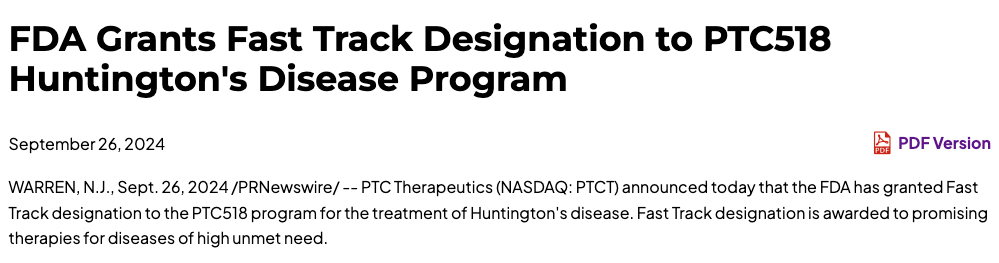 FDA Grants Fast Track Designation to PTC518
Huntington's Disease Program
September 26, 2024
PDF PDF Version
WARREN, N.J., Sept. 26, 2024 /PRNewswire/ -- PTC Therapeutics (NASDAQ: PTCT) announced today that the FDA has granted Fast
Track designation to the PTC518 program for the treatment of Huntington's disease. Fast Track designation is awarded to promising
therapies for diseases of high unmet need.